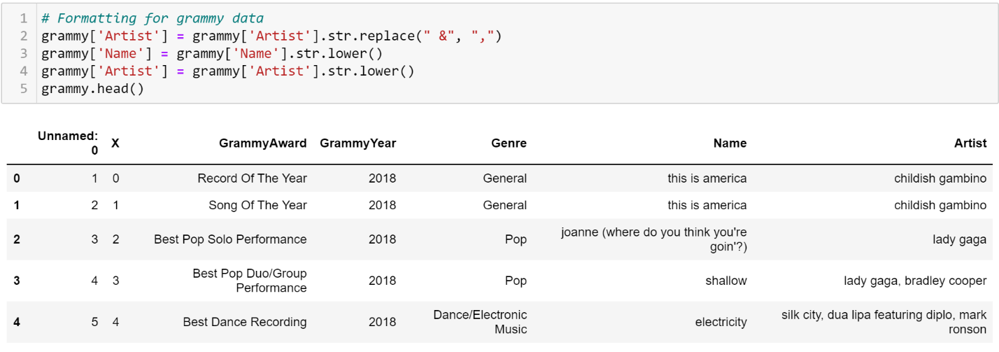 1 # Formatting for grammy data
2 grammy['Artist'] = grammy['Artist'].str.replace(" &", ",")
3 grammy['Name'] = grammy['Name'].str.lower()
4 grammy['Artist'] = grammy['Artist'].str.lower()
5 grammy.head()
Unnamed:
0 X GrammyAward GrammyYear Genre Name Artist
0 1 0 Record Of The Year 2018 General this is america childish gambino
1 2 1 Song Of The Year 2018 General this is america childish gambino
2 3 2 Best Pop Solo Performance 2018 Pop joanne (where do you think you're
goin'?) lady gaga
3 4 3 Best Pop Duo/Group
Performance 2018 Pop shallow lady gaga, bradley cooper
4 5 4 Best Dance Recording 2018 Dance/Electronic
Music electricity silk city, dua lipa featuring diplo, mark
ronson